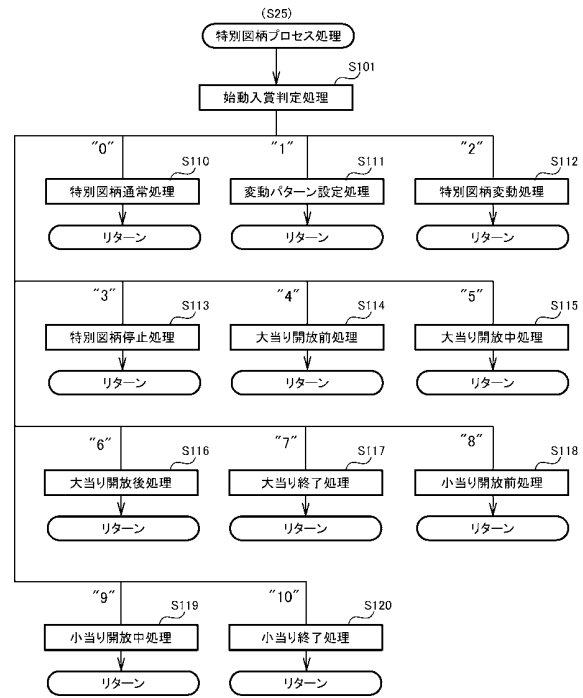 (S25)
特別図柄プロセス処理
S101
始動入賞判定処理
"0" "1" "2"
S110 S111 S112
特別図柄通常処理 変動パターン設定処理 特別図柄変動処理
リターン リターン リターン
"3" "4" "5"
S113 S114 S115
特別図柄停止処理 大当り開放前処理 大当り開放中処理
リターン リターン リターン
"6" "7" "8"
S116 S117 S118
大当り開放後処理 大当り終了処理 小当り開放前処理
リターン リターン リターン
"9" "10"
S119 S120
小当り開放中処理 小当り終了処理
リターン リターン